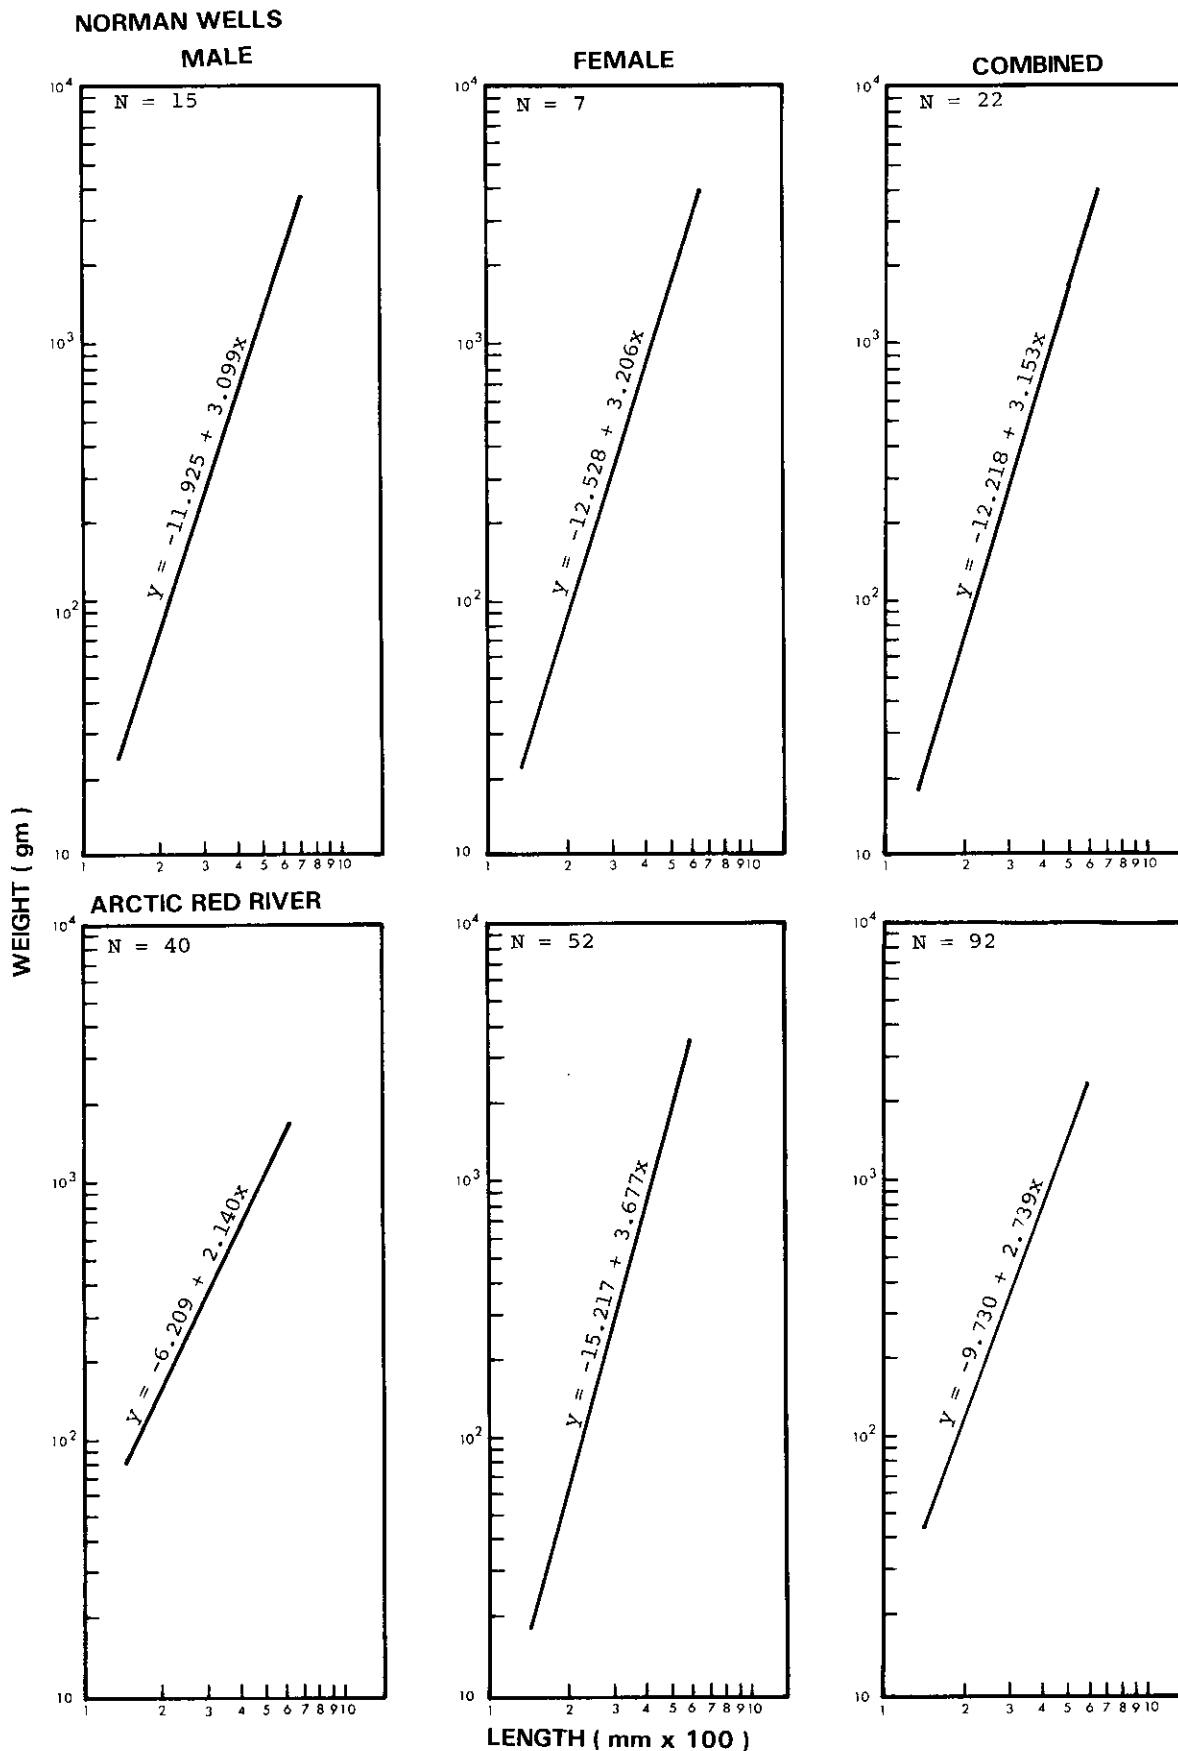 NORMAN WELLS
MALE
FEMALE
COMBINED
10⁴
N = 15
10³
10²
10
y = -11.925 + 3.099x
1 2 3 4 5 6 7 8 9 10
10⁴
N = 7
10³
10²
10
y = -12.528 + 3.206x
1 2 3 4 5 6 7 8 9 10
10⁴
N = 22
10³
10²
10
y = -12.218 + 3.153x
1 2 3 4 5 6 7 8 9 10
WEIGHT ( gm )
ARCTIC RED RIVER
10⁴
N = 40
10³
10²
10
y = -6.209 + 2.140x
1 2 3 4 5 6 7 8 9 10
10⁴
N = 52
10³
10²
10
y = -15.217 + 3.677x
1 2 3 4 5 6 7 8 9 10
10⁴
N = 92
10³
10²
10
y = -9.730 + 2.739x
1 2 3 4 5 6 7 8 9 10
LENGTH ( mm x 100 )